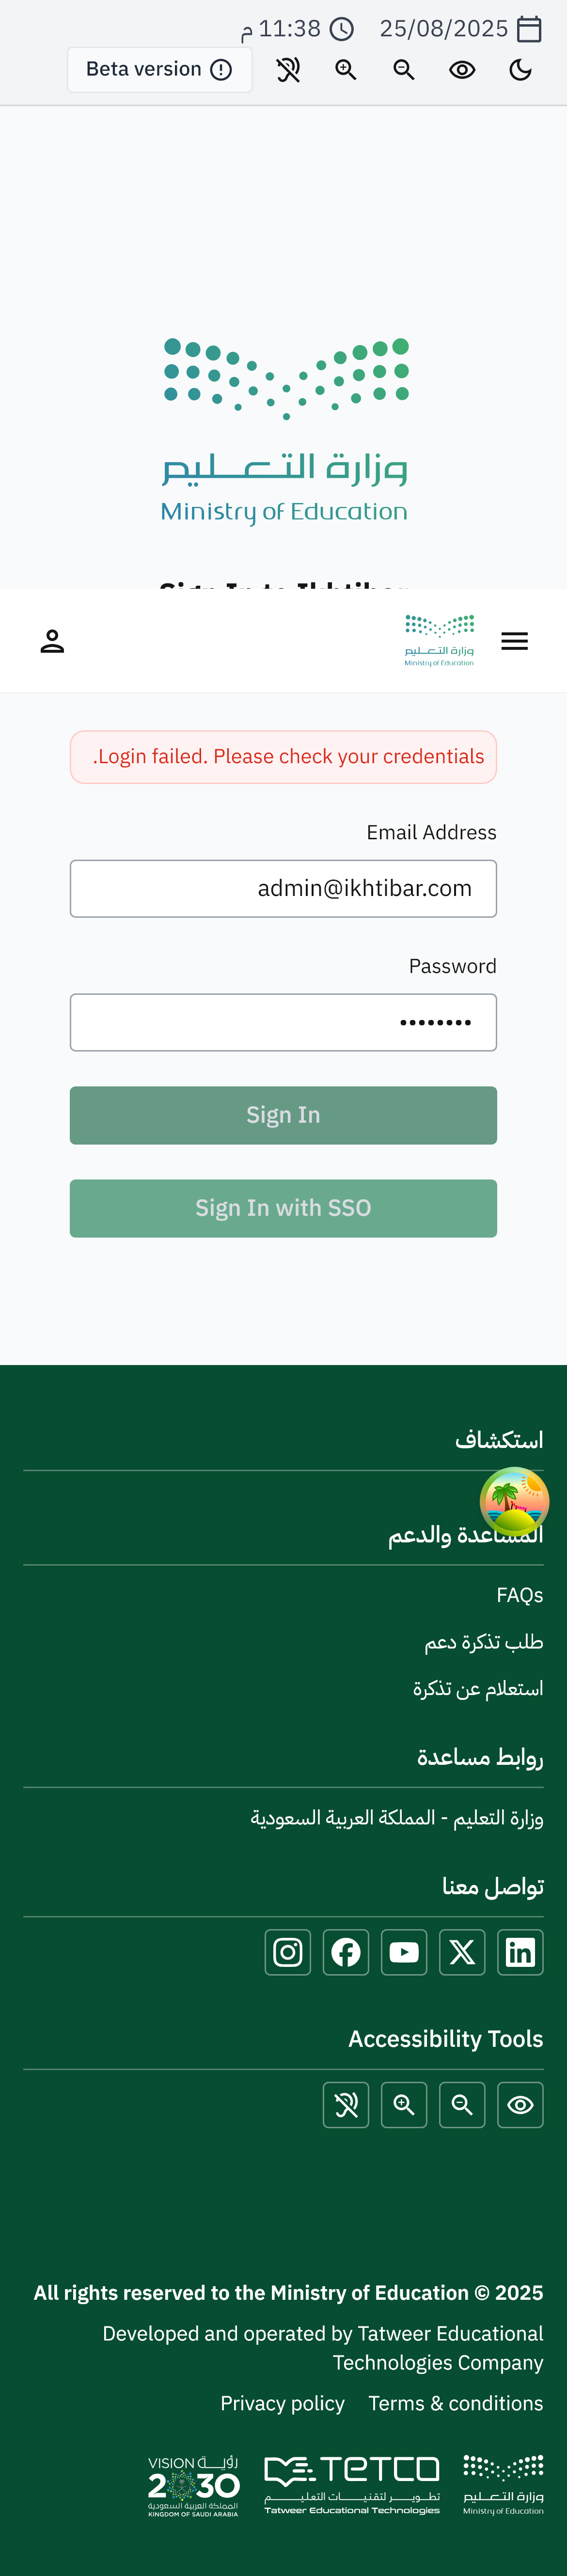 25/08/2025 11:38 م
Beta version
وزارة التعليم
Ministry of Education
Sign In to Ikhtibar
وزارة التعليم
Ministry of Education
.Login failed. Please check your credentials
Email Address
admin@ikhtibar.com
Password
Sign In
Sign In with SSO
استكشاف
المساعدة والدعم
FAQs
طلب تذكرة دعم
استعلام عن تذكرة
روابط مساعدة
وزارة التعليم - المملكة العربية السعودية
تواصل معنا
Accessibility Tools
All rights reserved to the Ministry of Education © 2025
Developed and operated by Tatweer Educational
Technologies Company
Privacy policy Terms & conditions
VISION رؤية
2030
المملكة العربية السعودية
KINGDOM OF SAUDI ARABIA
TETCO
تطوير لتقنيات التعليم
Tatweer Educational Technologies
وزارة التعليم
Ministry of Education